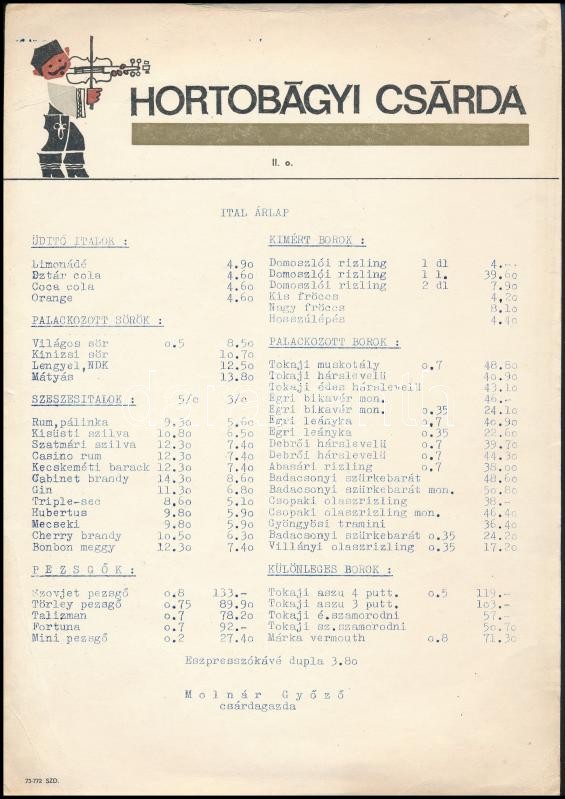 HORTOBÁGYI CSÁRDA
II. o.
ITAL ÁRLAP
ÜDITŐ ITALOK :
Limonádé 4.9o
Eztár cola 4.6o
Coca cola 4.6o
Orange 4.6o
PALACKOZOTT SÖRÖK :
Világos sör o.5 8.5o
Kinizsi sör 1o.7o
Lengyel,NDK 12.5o
Mátyás 13.8o
SZESZESITALOK : 5/c 3/c
Rum,pálinka 9.3o 5.6o
Kisüsti szilva 1o.8o 6.5o
Szatmári szilva 12.3o 7.4o
Casino rum 12.3o 7.4o
Kecskeméti barack 12.3o 7.4o
Cabinet brandy 14.3o 8.6o
Gin 11.3o 6.8o
Triple-sec 8.6o 5.1o
Hubertus 9.8o 5.9o
Mecseki 9.8o 5.9o
Cherry brandy 1o.5o 6.3o
Bonbon meggy 12.3o 7.4o
P E Z S G Ő K :
Szovjet pezsgő o.8 133.-
Törley pezsgő o.75 89.9o
Talizman o.7 78.2o
Fortuna o.7 92.-
Mini pezsgő o.2 27.4o
KIMÉRT BOROK :
Domoszlói rizling 1 dl 4.--
Domoszlói rizling 1 l. 39.6o
Domoszlói rizling 2 dl 7.9o
Kis fröccs 4,2o
Nagy fröccs 8.1o
Hosszúlépés 4.4o
PALACKOZOTT BOROK :
Tokaji muskotály o.7 48.8o
Tokaji hárslevelü 4o.9o
Tokaji édes hárslevelü 43.1o
Egri bikavér mon. 46.-
Egri bikavér mon. o.35 24.1o
Egri leányka o.7 4o.9o
Egri leányka o.35 22.6o
Debrői hárslevelü o.7 39.7o
Debrői hárslevelü o.7 44.3o
Abasári rizling o.7 38.oo
Badacsonyi szürkebarát 48.6o
Badacsonyi szürkebarát mon. 5o.8o
Csopaki olaszrizling 38.-
Csopaki olaszrizling mon. 46.4o
Gyöngyösi tramini 36.4o
Badacsonyi szürkebarát o.35 24.2o
Villányi olaszrizling o.35 17.2o
KÜLÖNLEGES BOROK :
Tokaji aszu 4 putt. o.5 119.-
Tokaji aszu 3 putt. 1o3.-
Tokaji é.szamorodni 57.-
Tokaji sz.szamorodni 5o.7o
Márka vermouth o.8 71.3o
Eszpresszókávé dupla 3.8o
M o l n á r G y ő z ő
csárdagazda
73-772 SZD.